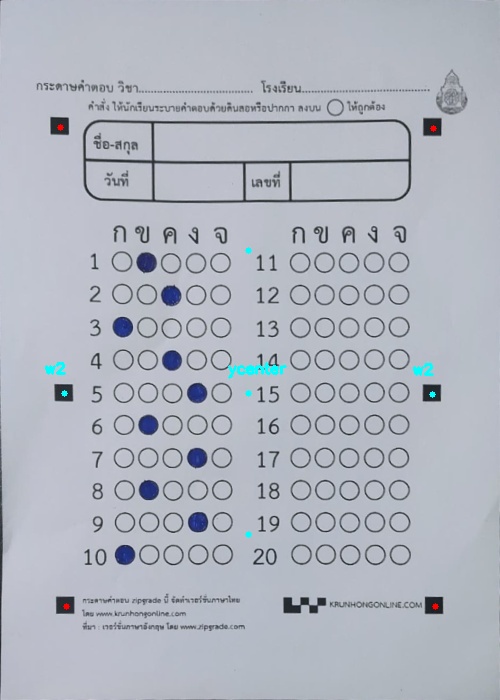 กระดาษคำตอบ วิชา.................................. โรงเรียน......................................
คำสั่ง ให้นักเรียนระบายคำตอบด้วยดินสอหรือปากกา ลงบน ◯ ให้ถูกต้อง
ชื่อ-สกุล
วันที่ เลขที่
ก ข ค ง จ ก ข ค ง จ
1 11
2 12
3 13
4 14
w2 ycenter w2
5 15
6 16
7 17
8 18
9 19
10 20
กระดาษคำตอบ zipgrade นี้ จัดทำเวอร์ชั่นภาษาไทย
โดย www.krunhongonline.com
ที่มา : เวอร์ชั่นภาษาอังกฤษ โดย www.zipgrade.com
KRUNHONGONLINE.COM